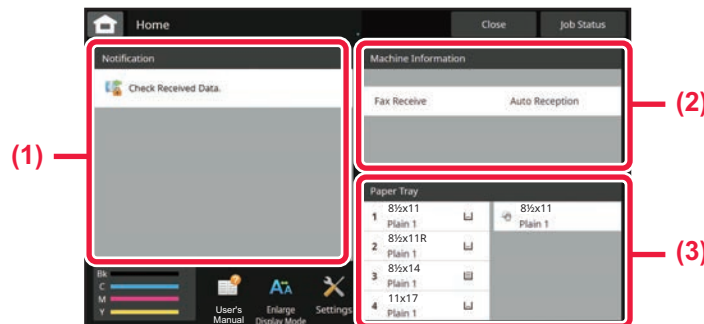 Home
Close
Job Status
Notification
Check Received Data.
(1)
Machine Information
Fax Receive Auto Reception
(2)
Paper Tray
1 8½x11
Plain 1
8½x11
Plain 1
2 8½x11R
Plain 1
3 8½x14
Plain 1
4 11x17
Plain 1
(3)
Bk
C
M
Y
User's
Manual
Enlarge
Display Mode
Settings